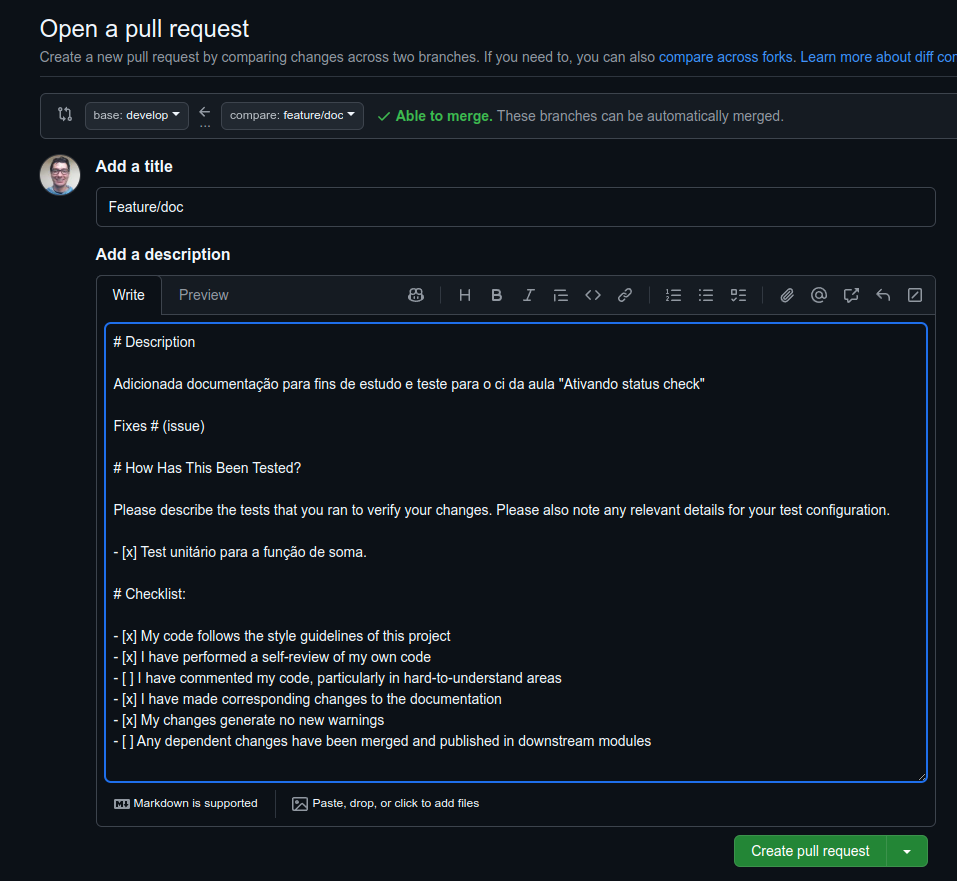 Open a pull request
Create a new pull request by comparing changes across two branches. If you need to, you can also compare across forks. Learn more about diff
base: develop ← ... compare: feature/doc ✓ Able to merge. These branches can be automatically merged.
Add a title
Feature/doc
Add a description
Write Preview
# Description
Adicionada documentação para fins de estudo e teste para o ci da aula "Ativando status check"
Fixes # (issue)
# How Has This Been Tested?
Please describe the tests that you ran to verify your changes. Please also note any relevant details for your test configuration.
- [x] Test unitário para a função de soma.
# Checklist:
- [x] My code follows the style guidelines of this project
- [x] I have performed a self-review of my own code
- [ ] I have commented my code, particularly in hard-to-understand areas
- [x] I have made corresponding changes to the documentation
- [x] My changes generate no new warnings
- [ ] Any dependent changes have been merged and published in downstream modules
Markdown is supported Paste, drop, or click to add files
Create pull request